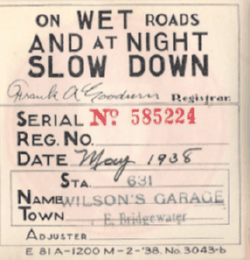 ON WET ROADS
AND AT NIGHT
SLOW DOWN
Frank A Goodwin Registrar.
SERIAL No 585224
REG. NO.
DATE May 1938
STA. 631
NAME WILSON'S GARAGE
TOWN E. Bridgewater
ADJUSTER
E 81 A-1200 M-2-'38. No. 3043-b